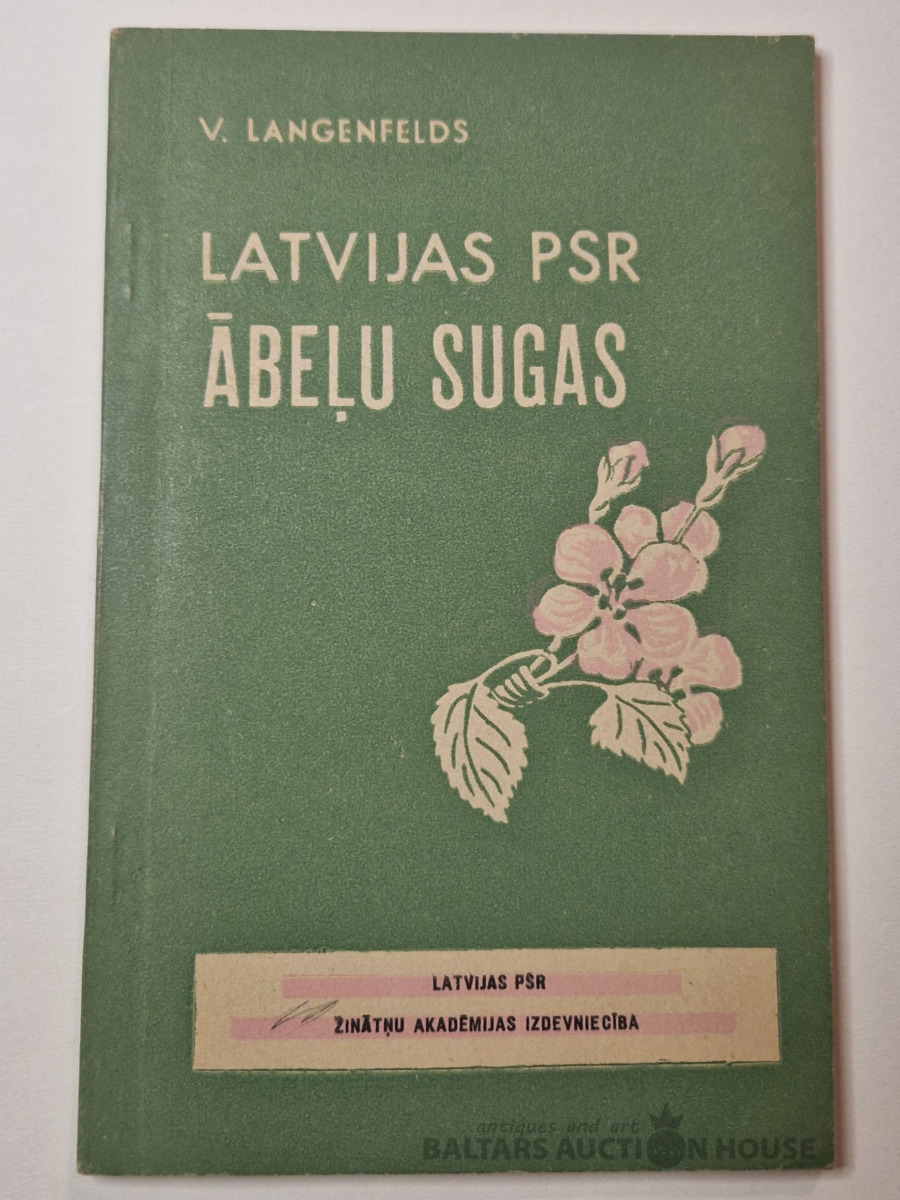 V. LANGENFELDS
LATVIJAS PSR
ĀBEĻU SUGAS
LATVIJAS PSR
ZINĀTŅU AKADĒMIJAS IZDEVNIECĪBA
antiques and art
BALTARS AUCTION HOUSE